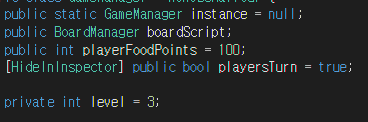 public static GameManager instance = null;
public BoardManager boardScript;
public int playerFoodPoints = 100;
[HideInInspector] public bool playersTurn = true;
private int level = 3;